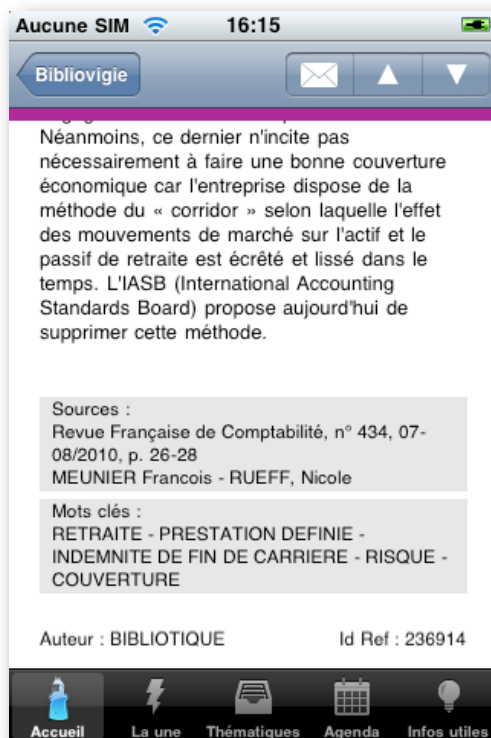 Aucune SIM 16:15
Bibliovigie
Néanmoins, ce dernier n'incite pas
nécessairement à faire une bonne couverture
économique car l'entreprise dispose de la
méthode du « corridor » selon laquelle l'effet
des mouvements de marché sur l'actif et le
passif de retraite est écrêté et lissé dans le
temps. L'IASB (International Accounting
Standards Board) propose aujourd'hui de
supprimer cette méthode.
Sources :
Revue Française de Comptabilité, n° 434, 07-
08/2010, p. 26-28
MEUNIER Francois - RUEFF, Nicole
Mots clés :
RETRAITE - PRESTATION DEFINIE -
INDEMNITE DE FIN DE CARRIERE - RISQUE -
COUVERTURE
Auteur : BIBLIOTIQUE Id Ref : 236914
Accueil La une Thématiques Agenda Infos utiles